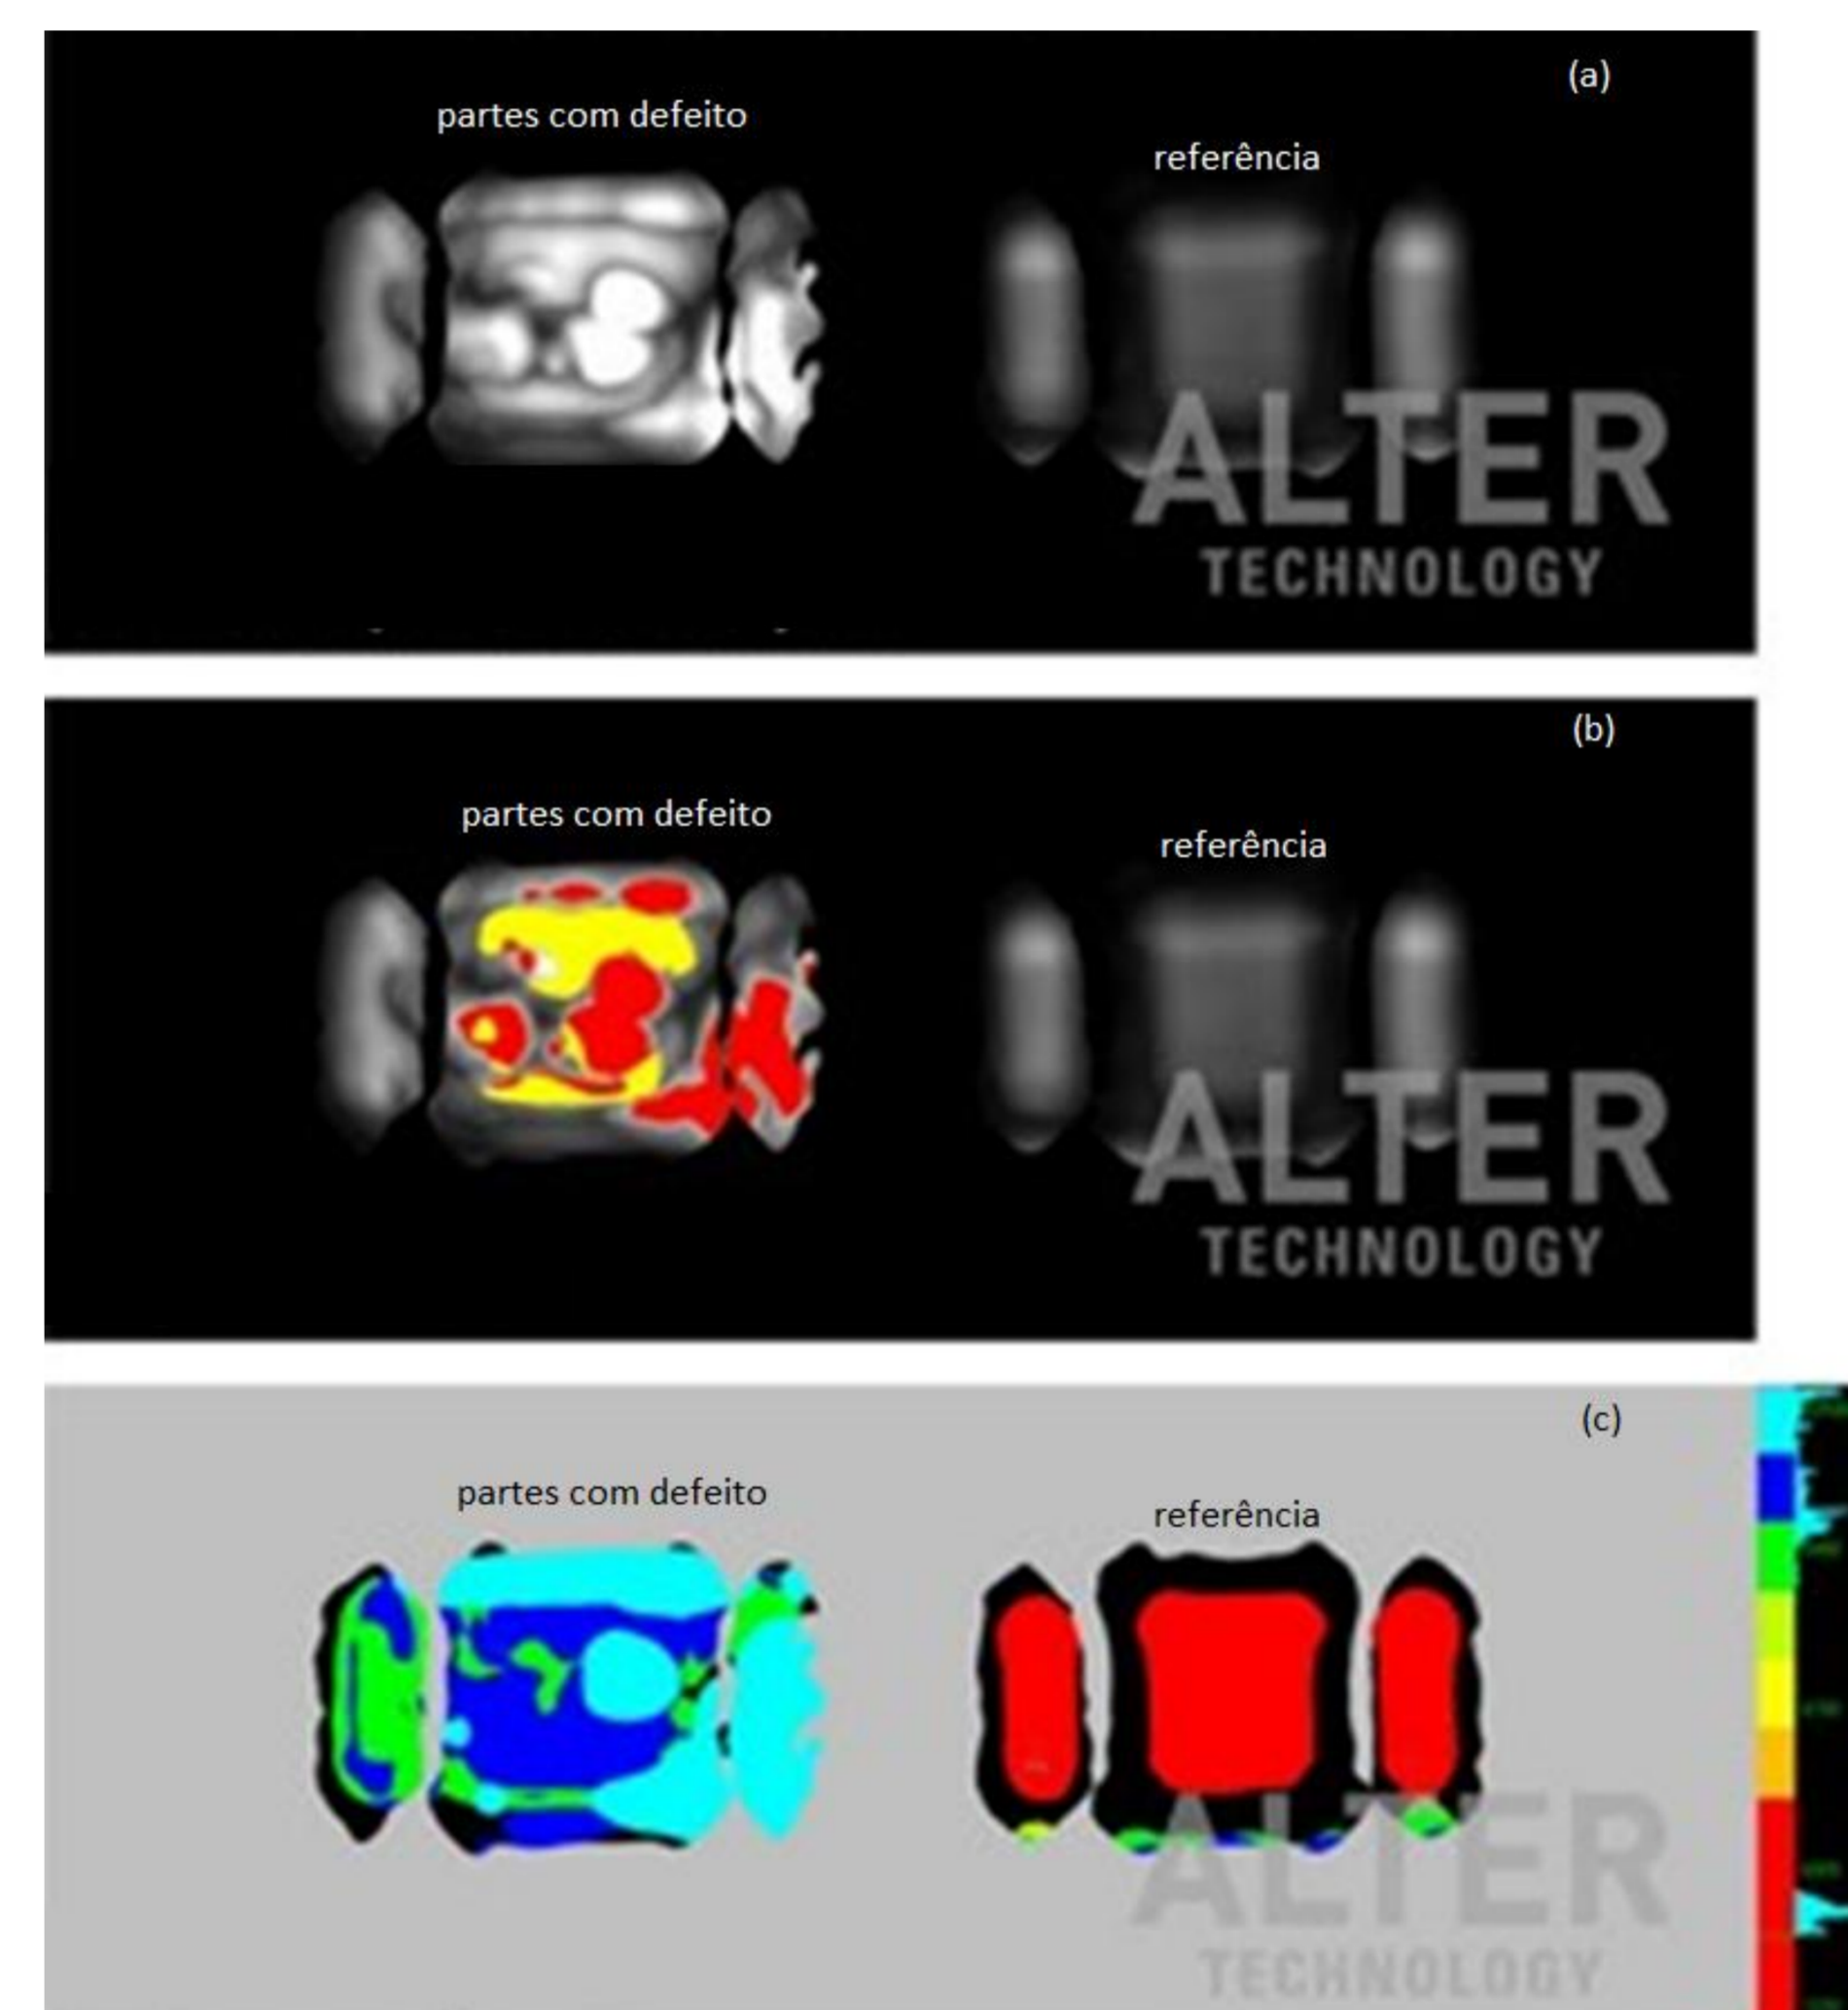 (a)
partes com defeito
referência
ALTER
TECHNOLOGY
(b)
partes com defeito
referência
ALTER
TECHNOLOGY
(c)
partes com defeito
referência
ALTER
TECHNOLOGY